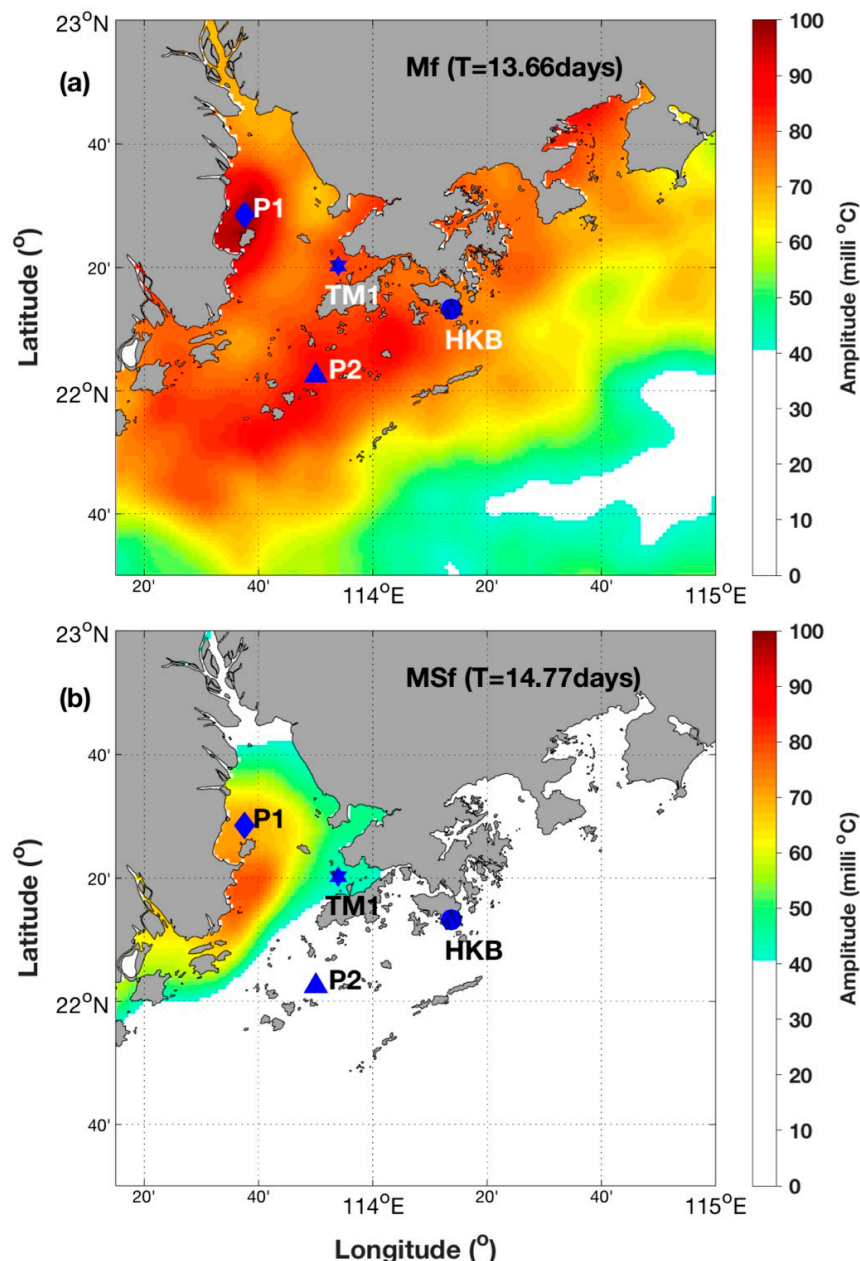 23°N
(a)
Mf (T=13.66days)
100
90
80
70
60
50
40
30
20
10
0
Amplitude (milli °C)
40'
P1
20'
TM1
HKB
P2
22°N
40'
Latitude (°)
20'
40'
114°E
20'
40'
115°E
23°N
(b)
MSf (T=14.77days)
100
90
80
70
60
50
40
30
20
10
0
Amplitude (milli °C)
40'
P1
20'
TM1
HKB
P2
22°N
40'
Latitude (°)
20'
40'
114°E
20'
40'
115°E
Longitude (°)